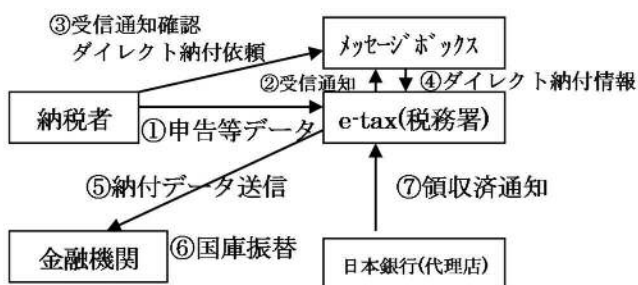 ③受信通知確認
ダイレクト納付依頼
メッセージボックス
②受信通知
④ダイレクト納付情報
納税者
e-tax(税務署)
①申告等データ
⑤納付データ送信
⑦領収済通知
金融機関
⑥国庫振替
日本銀行(代理店)